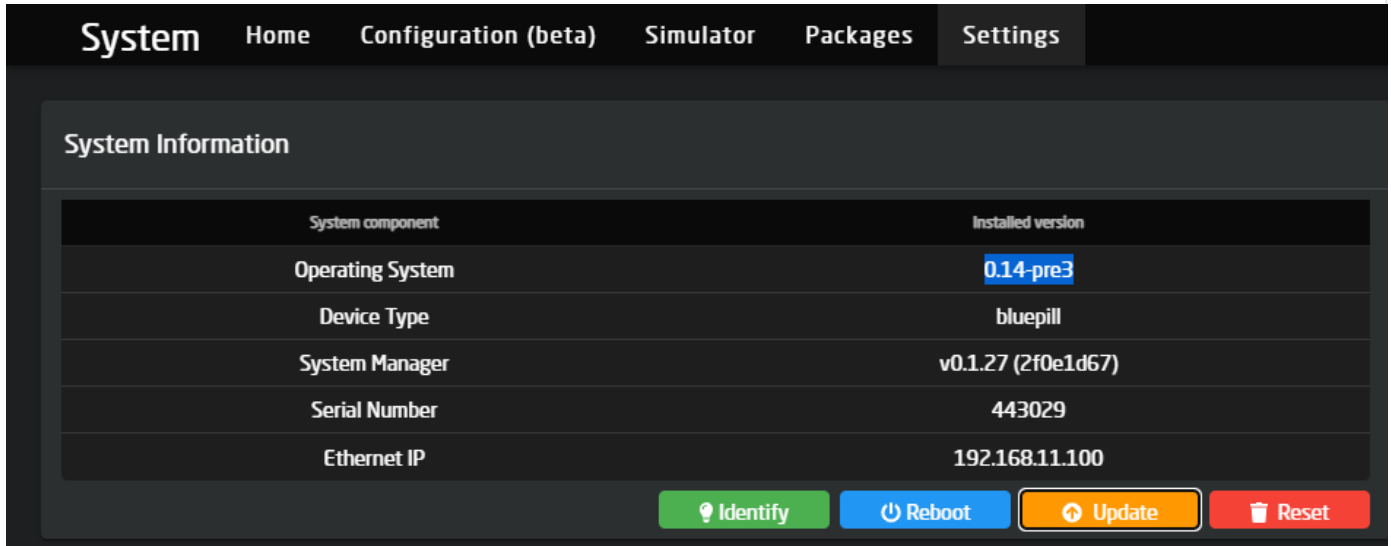 System Home Configuration (beta) Simulator Packages Settings
System Information
System component Installed version
Operating System 0.14-pre3
Device Type bluepill
System Manager v0.1.27 (2f0e1d67)
Serial Number 443029
Ethernet IP 192.168.11.100
Identify Reboot Update Reset